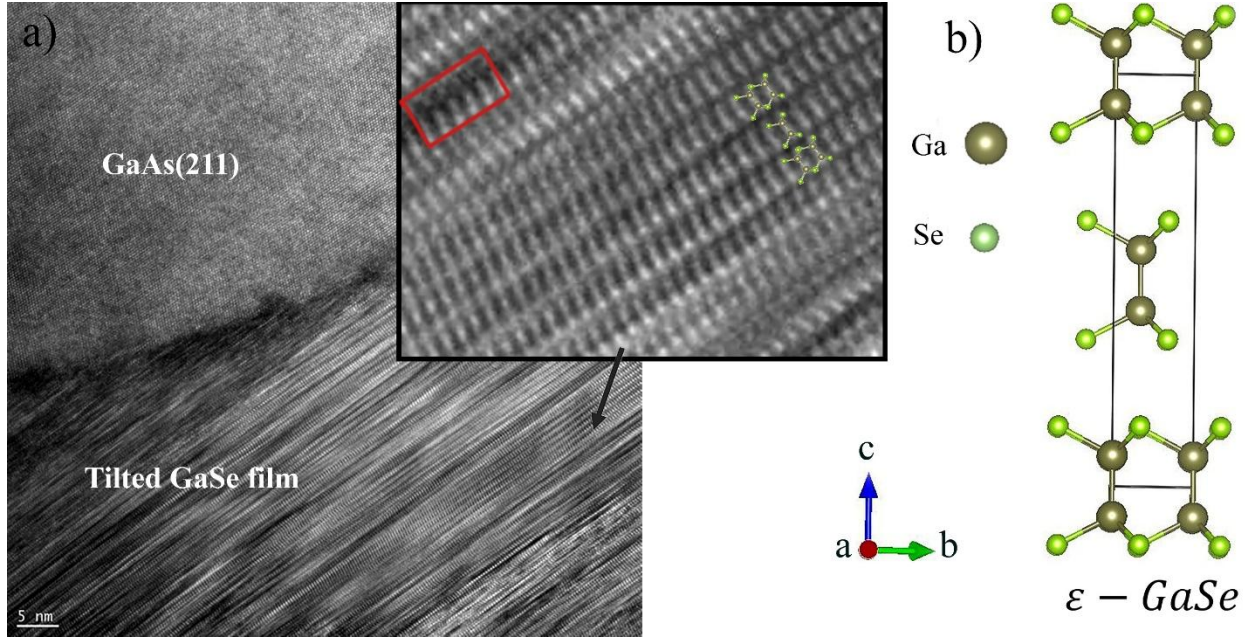 a)
GaAs(211)
Tilted GaSe film
5 nm
b)
Ga
Se
c
a
b
ε − GaSe